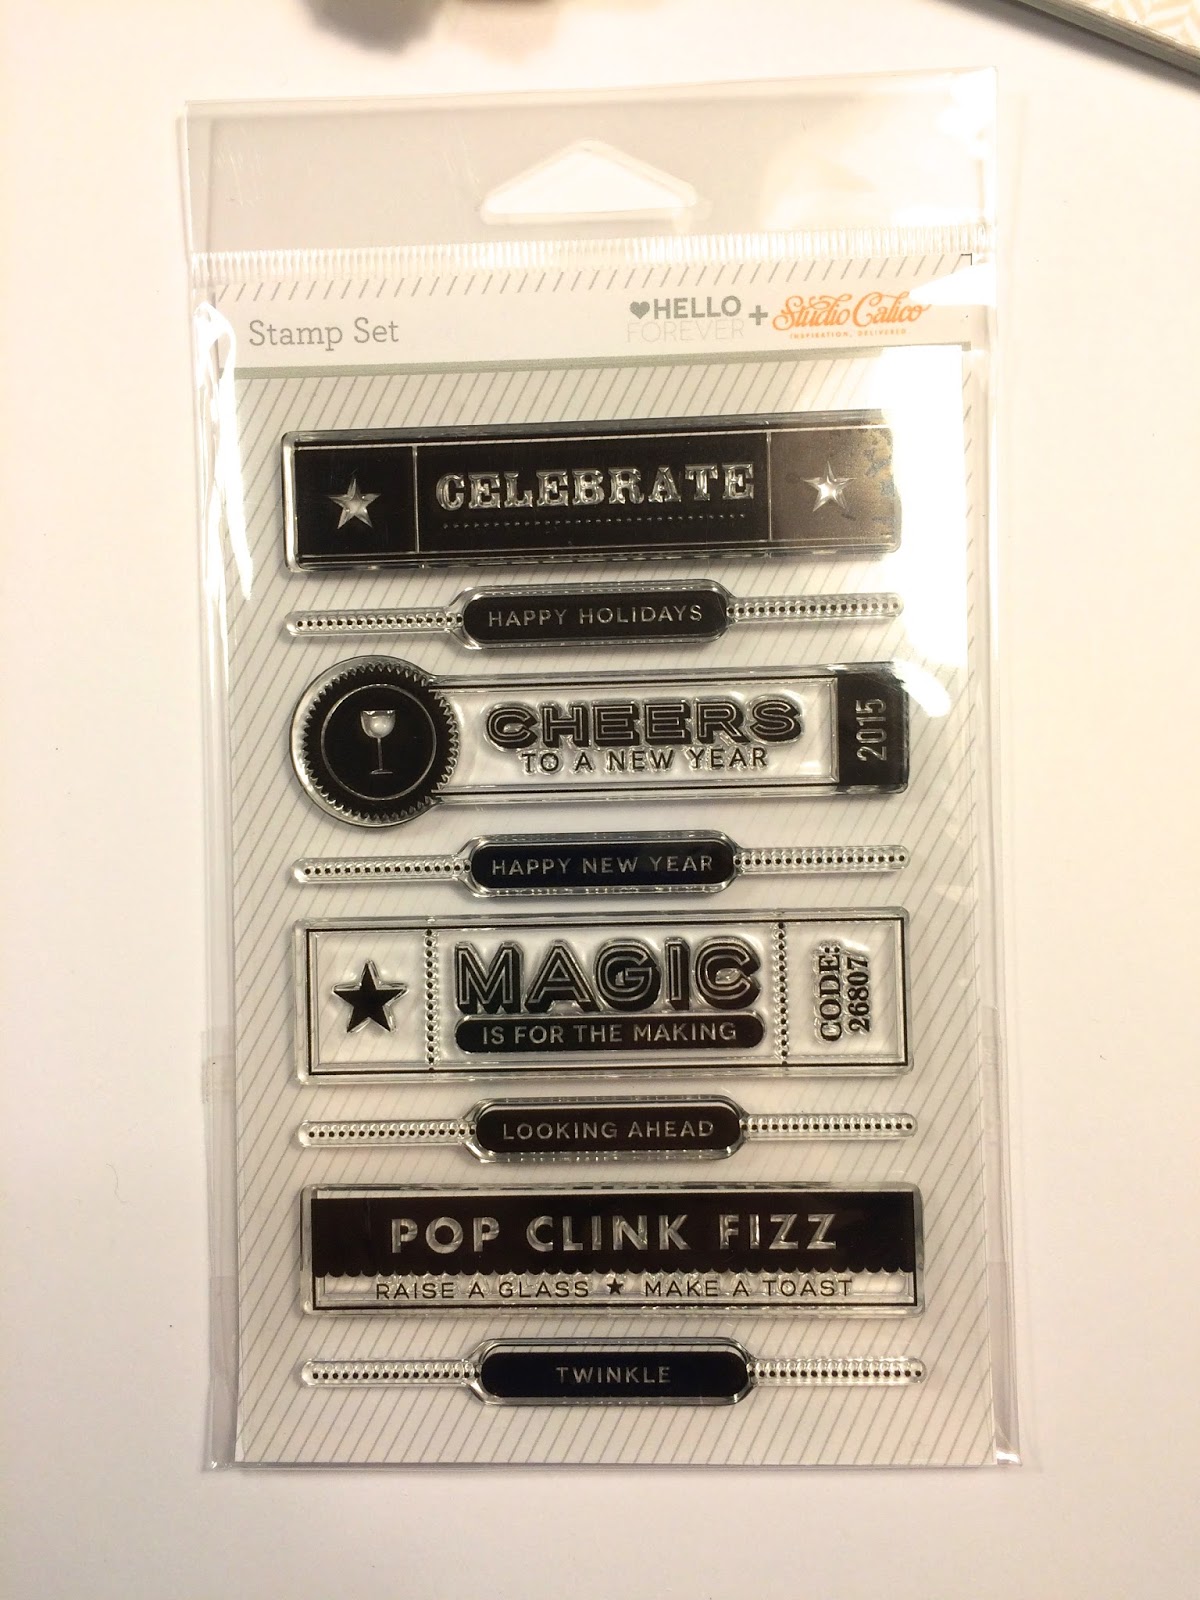 Stamp Set
HELLO
FOREVER
+
Studio Calico
INSPIRATION, DELIVERED
CELEBRATE
HAPPY HOLIDAYS
CHEERS
TO A NEW YEAR
2015
HAPPY NEW YEAR
MAGIC
IS FOR THE MAKING
CODE:
26807
LOOKING AHEAD
POP CLINK FIZZ
RAISE A GLASS ★ MAKE A TOAST
TWINKLE